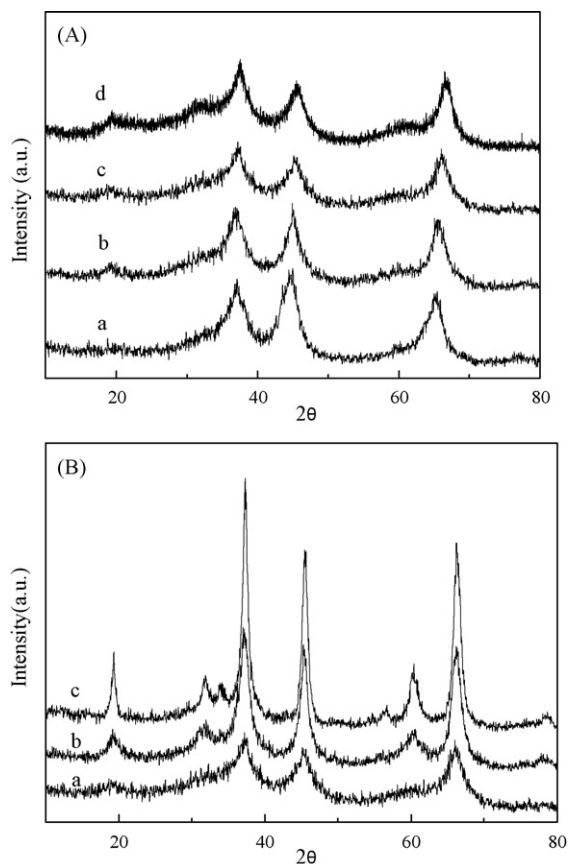 (A)
d
c
b
a
Intensity (a.u.)
20 40 60 80
2θ
(B)
c
b
a
Intensity(a.u.)
20 40 60 80
2θ